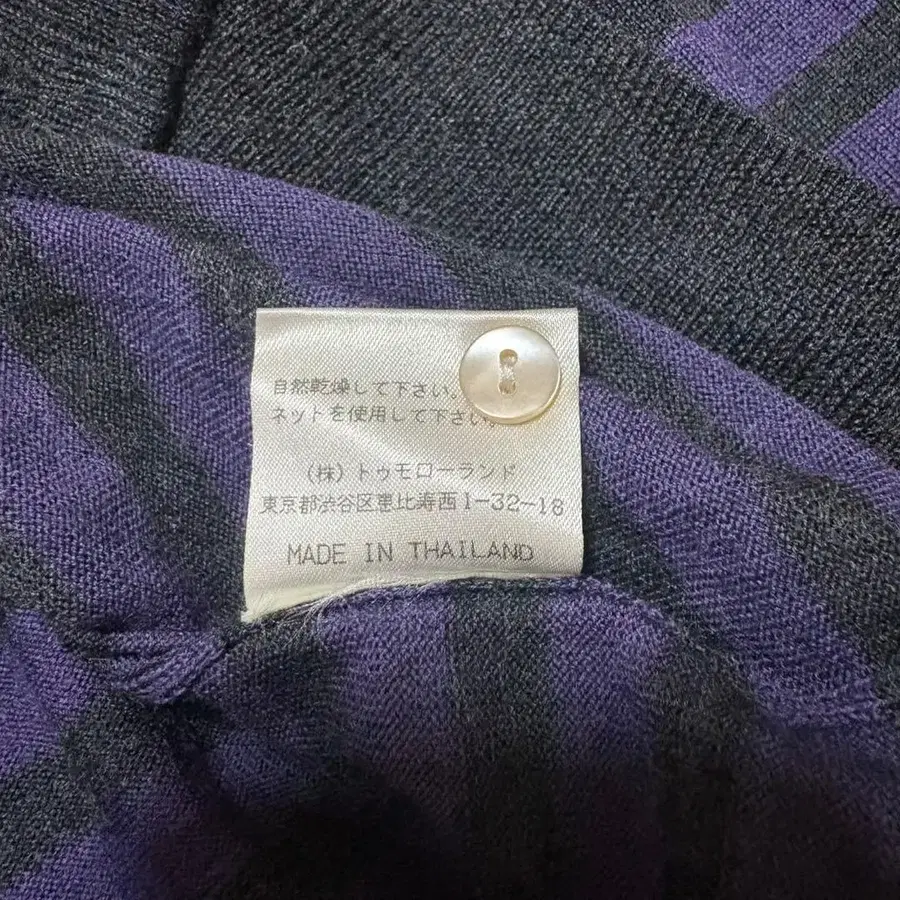 自然乾燥して下さい。
ネットを使用して下さい。
(株)トゥモローランド
東京都渋谷区恵比寿西1-32-18
MADE IN THAILAND